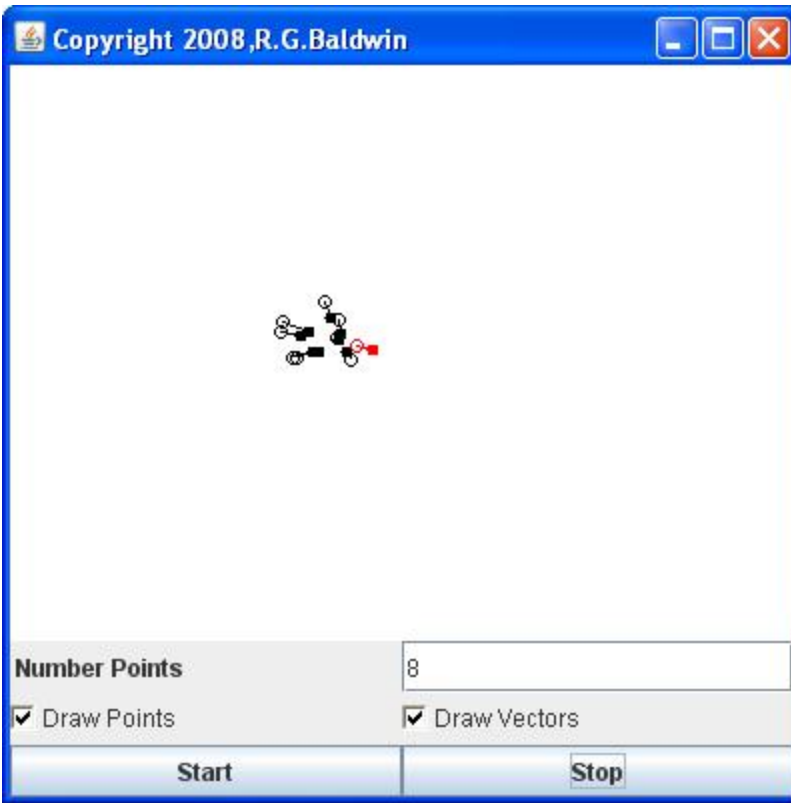 Copyright 2008,R.G.Baldwin
Number Points 8
Draw Points Draw Vectors
Start Stop